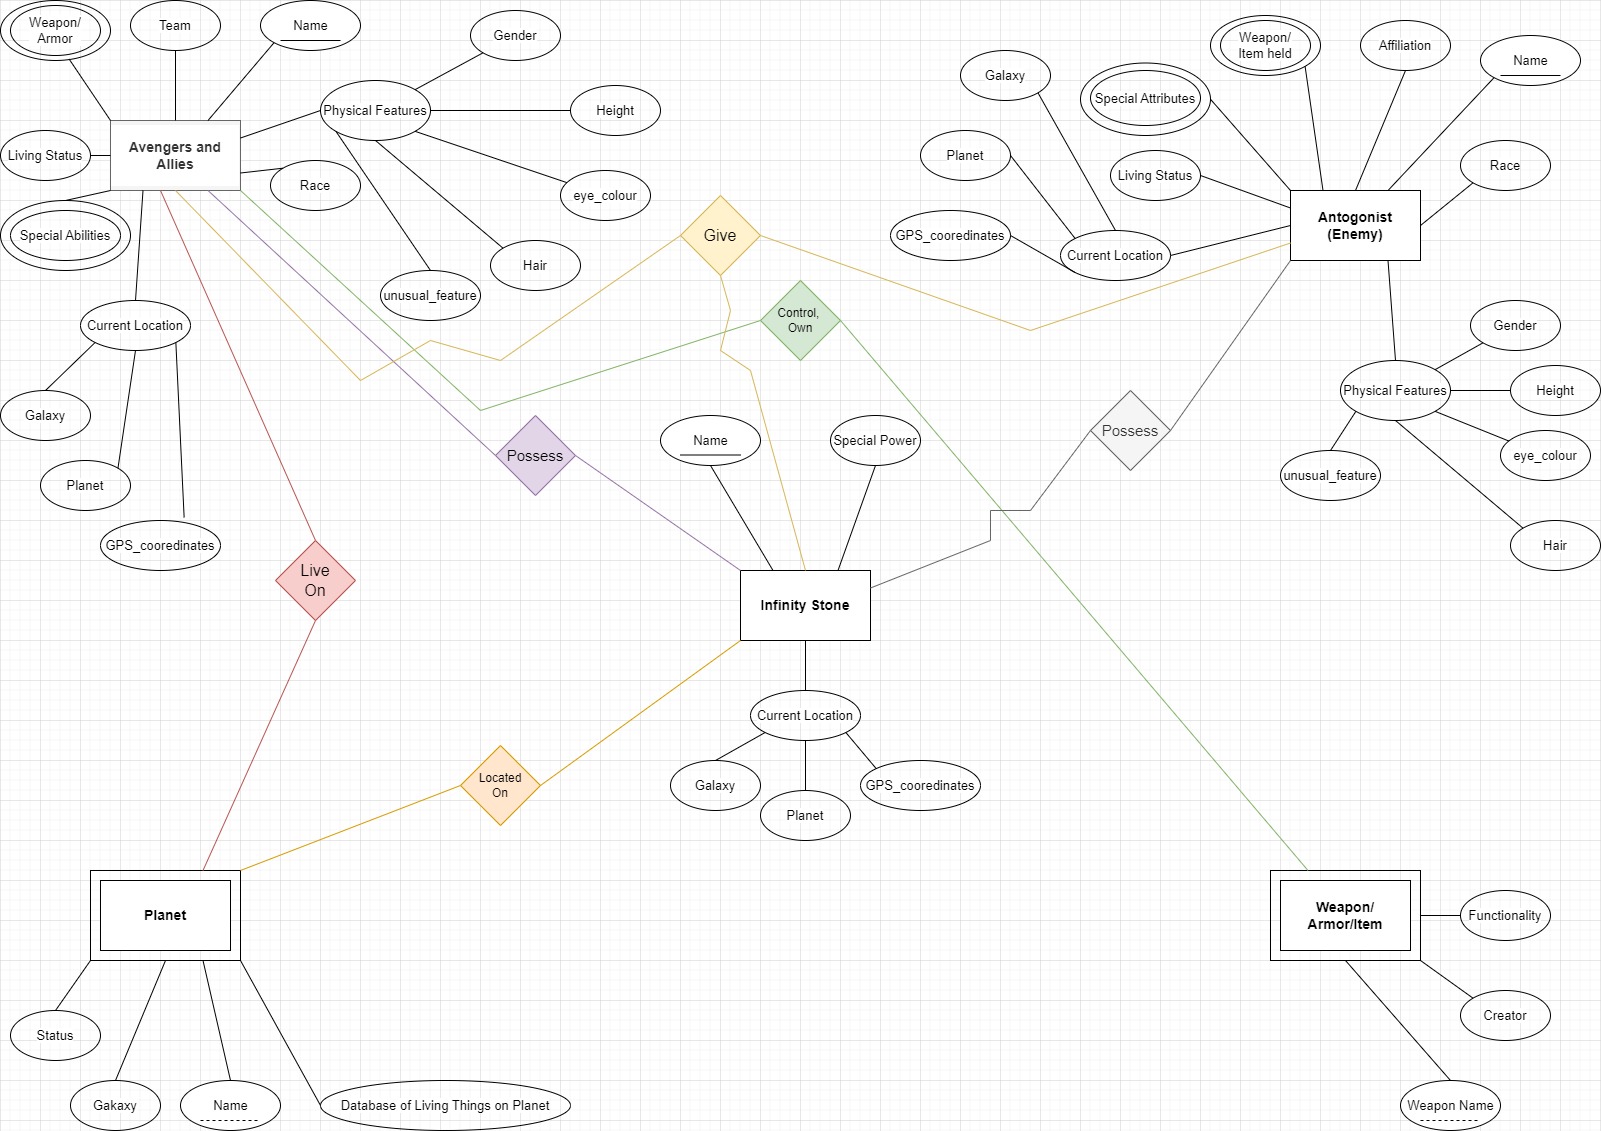 Weapon/
Armor
Team
Name
Gender
Physical Features
Height
Avengers and
Allies
Living Status
Race
eye_colour
Special Abilities
Hair
unusual_feature
Current Location
Galaxy
Planet
GPS_cooredinates
Give
Control,
Own
Possess
Possess
Live
On
Located
On
Galaxy
Special Attributes
Weapon/
Item held
Affiliation
Name
Planet
Living Status
Race
GPS_cooredinates
Current Location
Antogonist
(Enemy)
Gender
Physical Features
Height
eye_colour
unusual_feature
Hair
Name
Special Power
Infinity Stone
Current Location
Galaxy
Planet
GPS_cooredinates
Planet
Status
Gakaxy
Name
Database of Living Things on Planet
Weapon/
Armor/Item
Functionality
Creator
Weapon Name